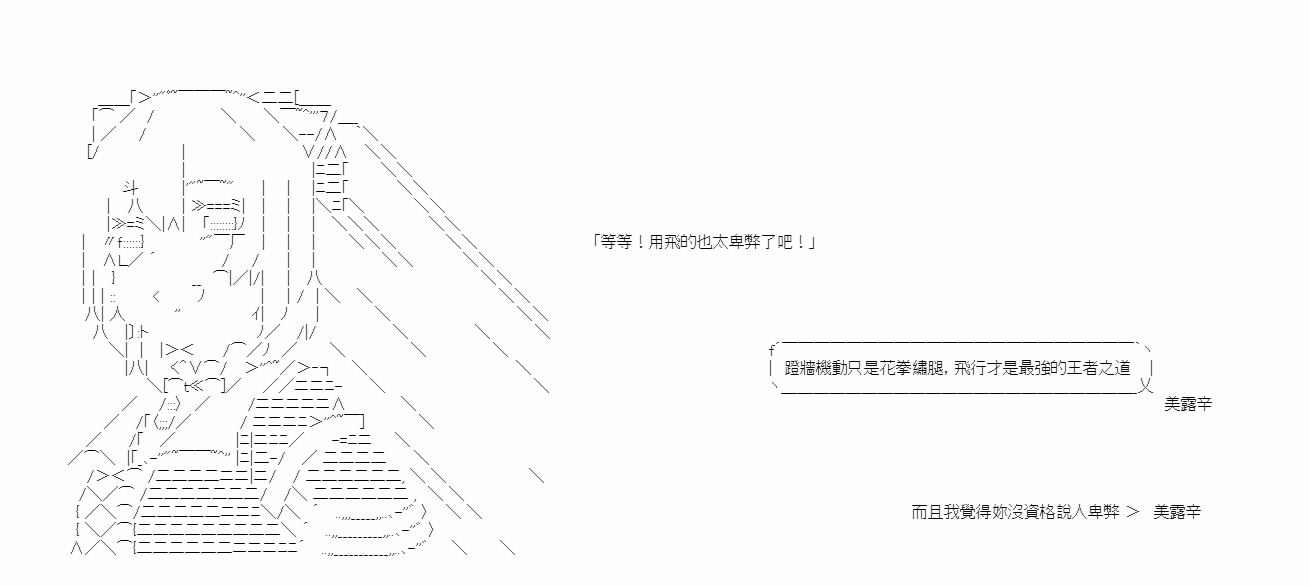 「等等！用飛的也太卑弊了吧！」
蹬牆機動只是花拳繡腿，飛行才是最強的王者之道
美露辛
而且我覺得妳沒資格說人卑弊 ＞ 美露辛